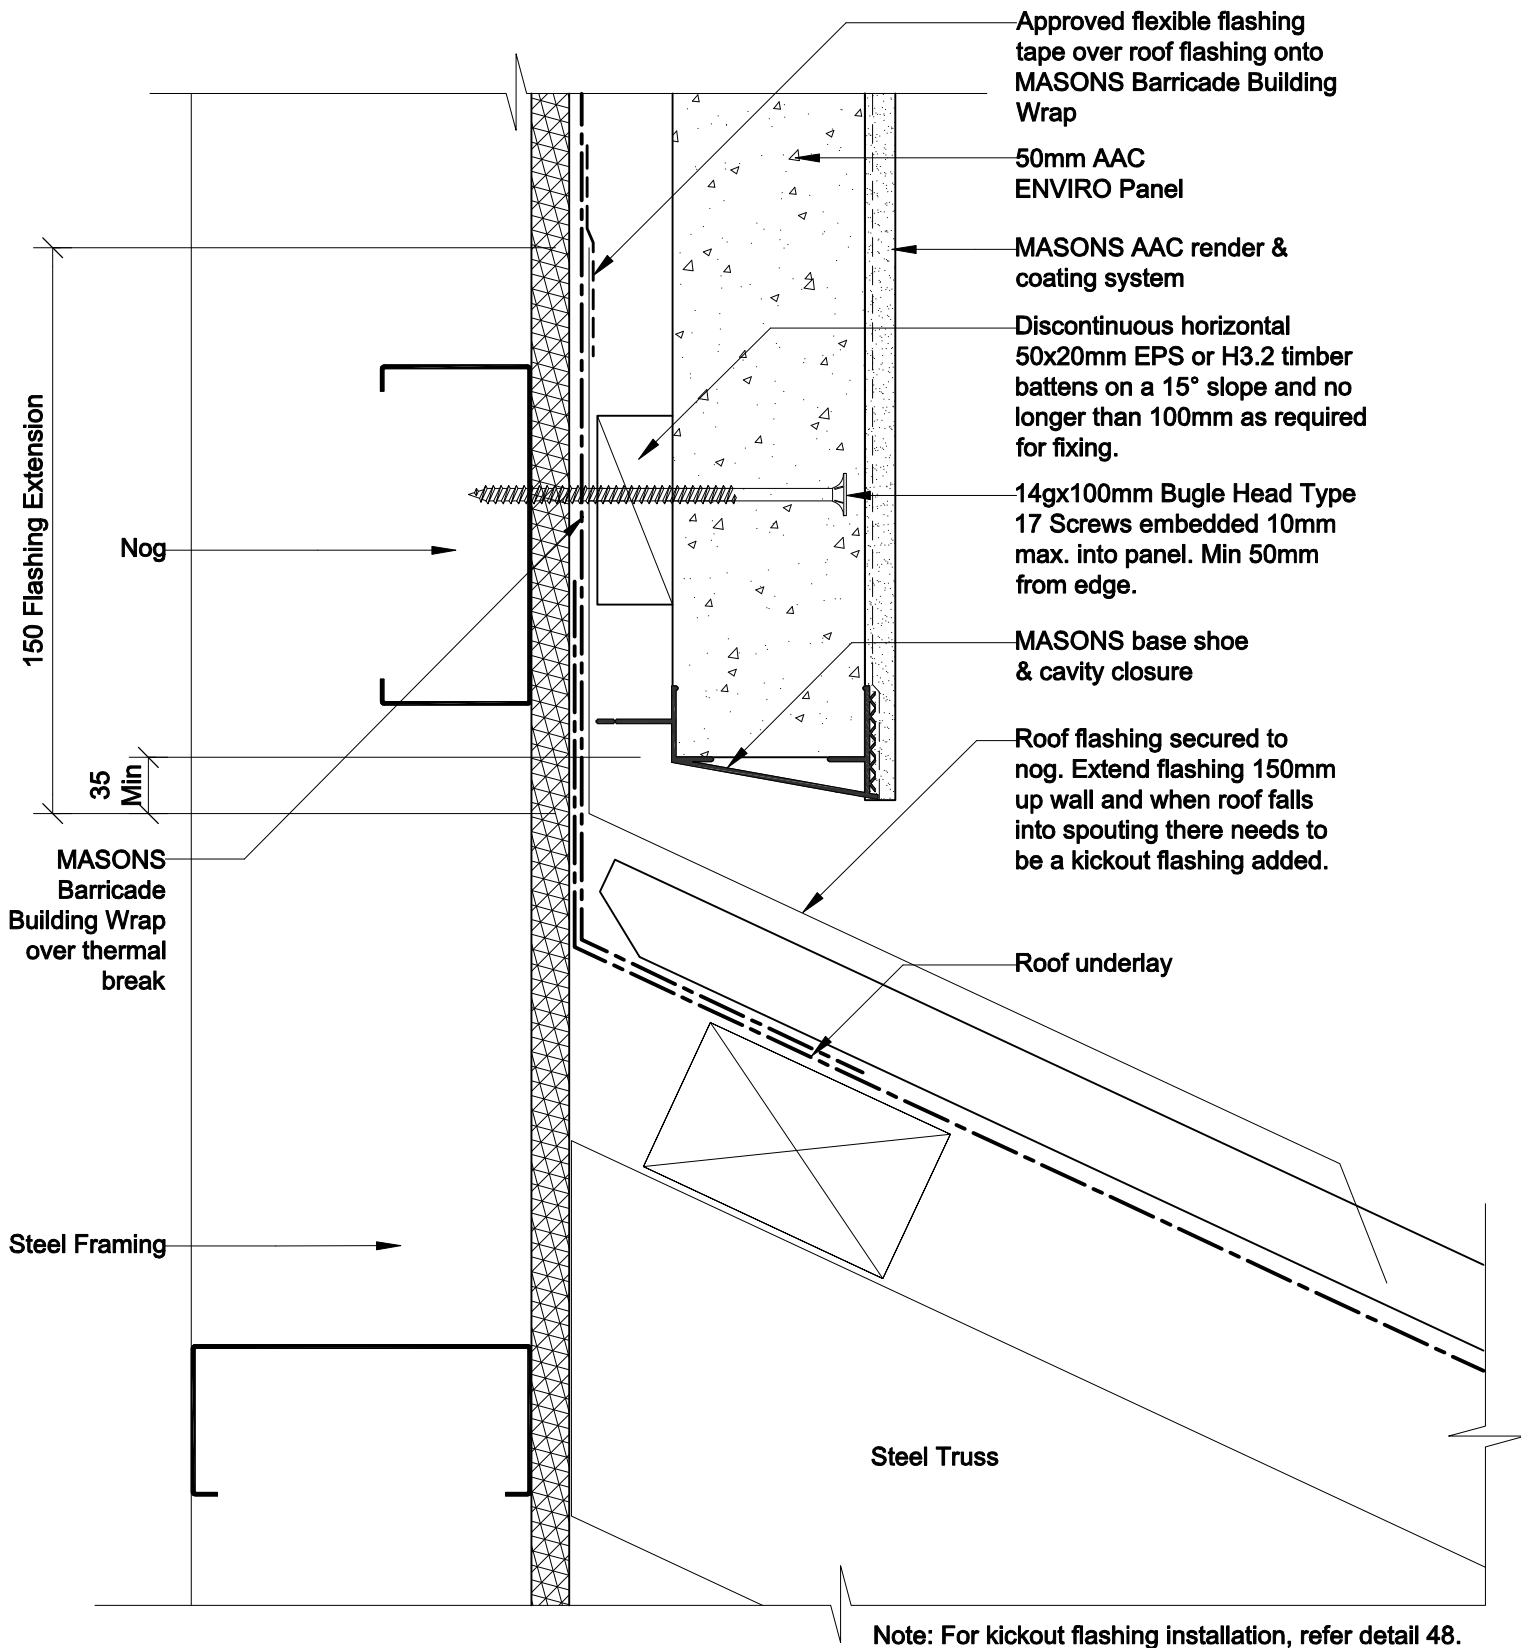 Approved flexible flashing
tape over roof flashing onto
MASONS Barricade Building
Wrap
50mm AAC
ENVIRO Panel
MASONS AAC render &
coating system
Discontinuous horizontal
50x20mm EPS or H3.2 timber
battens on a 15° slope and no
longer than 100mm as required
for fixing.
14gx100mm Bugle Head Type
17 Screws embedded 10mm
max. into panel. Min 50mm
from edge.
MASONS base shoe
& cavity closure
Roof flashing secured to
nog. Extend flashing 150mm
up wall and when roof falls
into spouting there needs to
be a kickout flashing added.
Roof underlay
150 Flashing Extension
Nog
35
Min
MASONS
Barricade
Building Wrap
over thermal
break
Steel Framing
Steel Truss
Note: For kickout flashing installation, refer detail 48.